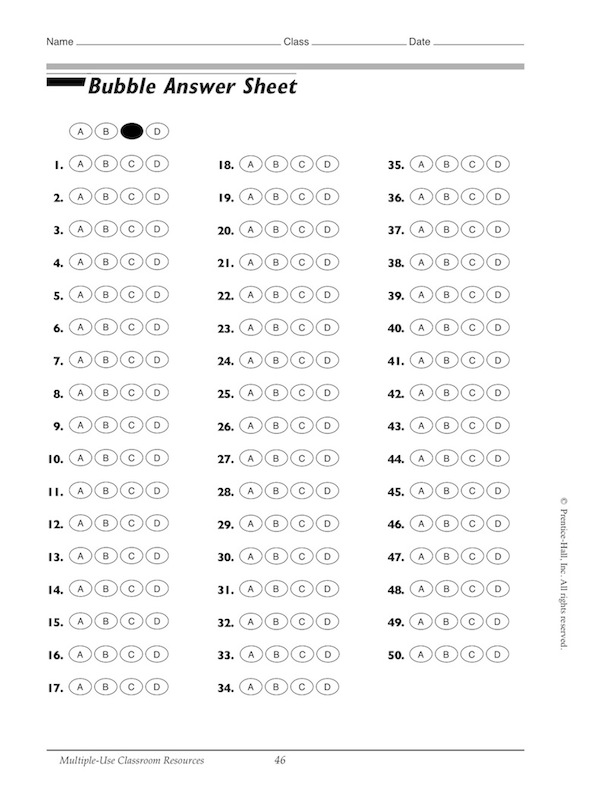 Name Class Date
Bubble Answer Sheet
A B D
1. A B C D 18. A B C D 35. A B C D
2. A B C D 19. A B C D 36. A B C D
3. A B C D 20. A B C D 37. A B C D
4. A B C D 21. A B C D 38. A B C D
5. A B C D 22. A B C D 39. A B C D
6. A B C D 23. A B C D 40. A B C D
7. A B C D 24. A B C D 41. A B C D
8. A B C D 25. A B C D 42. A B C D
9. A B C D 26. A B C D 43. A B C D
10. A B C D 27. A B C D 44. A B C D
11. A B C D 28. A B C D 45. A B C D
12. A B C D 29. A B C D 46. A B C D
13. A B C D 30. A B C D 47. A B C D
14. A B C D 31. A B C D 48. A B C D
15. A B C D 32. A B C D 49. A B C D
16. A B C D 33. A B C D 50. A B C D
17. A B C D 34. A B C D
© Prentice-Hall, Inc. All rights reserved.
Multiple-Use Classroom Resources 46